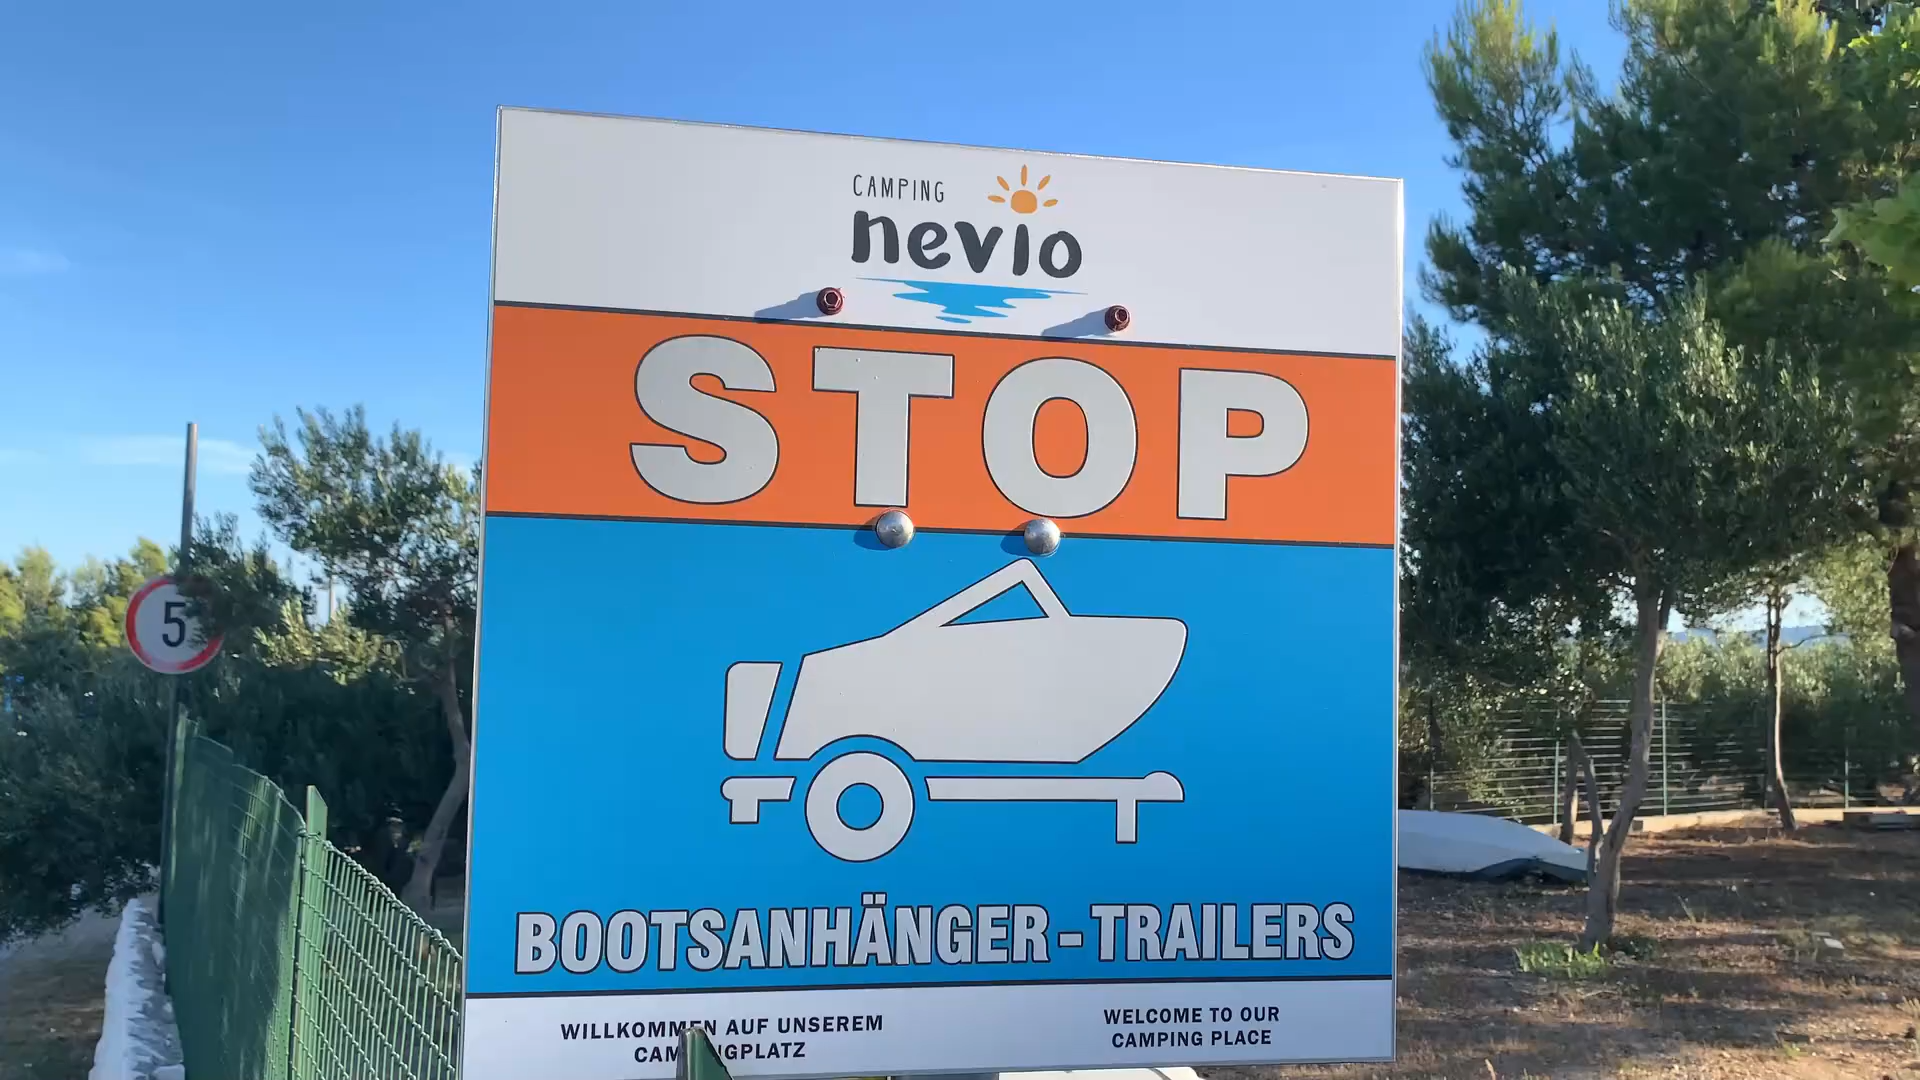 CAMPING
nevio
STOP
5
BOOTSANHÄNGER - TRAILERS
WILLKOMMEN AUF UNSEREM
CAMPINGPLATZ
WELCOME TO OUR
CAMPING PLACE